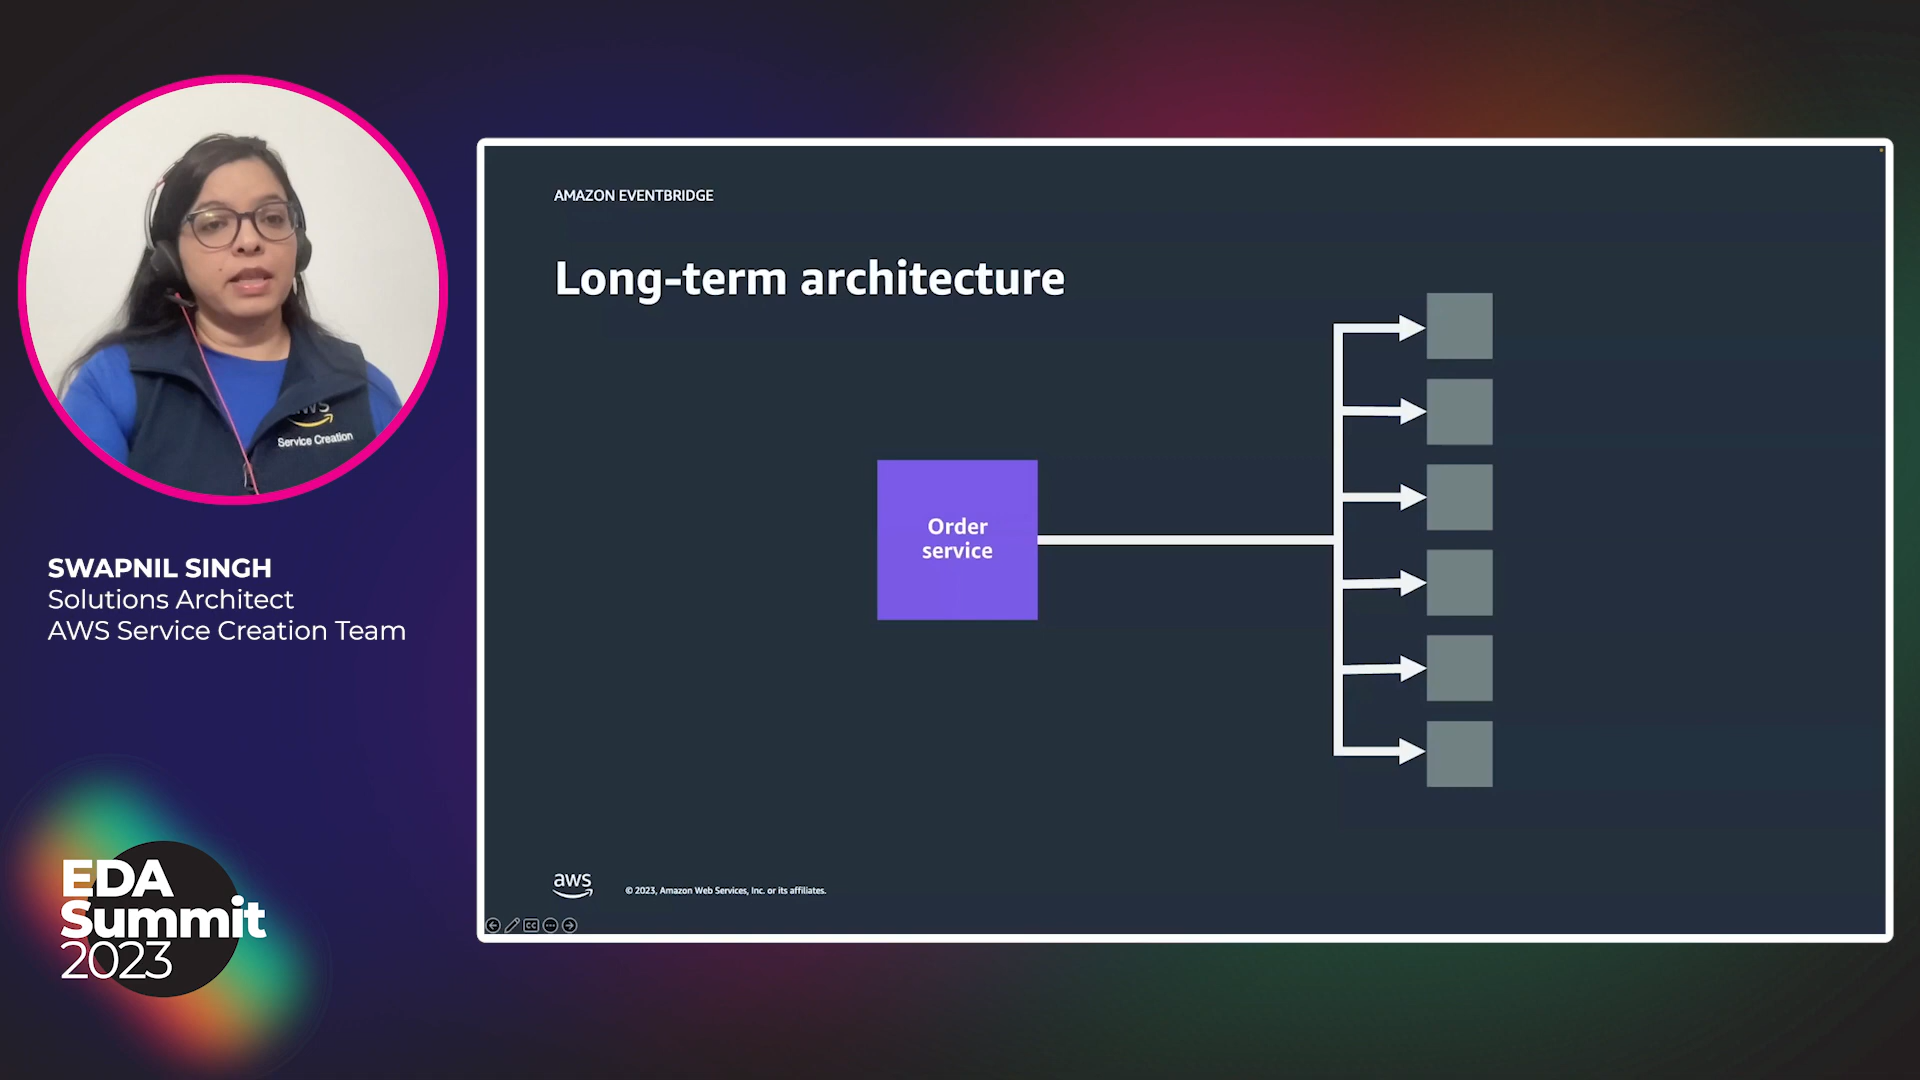 AMAZON EVENTBRIDGE
Long-term architecture
Order
service
aws
© 2023, Amazon Web Services, Inc. or its affiliates.
aws
Service Creation
SWAPNIL SINGH
Solutions Architect
AWS Service Creation Team
EDA
Summit
2023